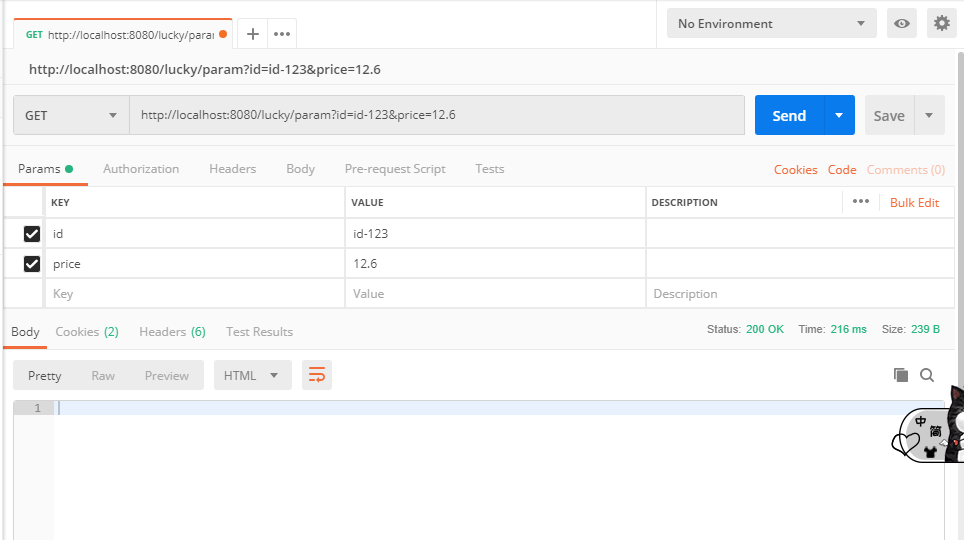 No Environment
GET http://localhost:8080/lucky/para
http://localhost:8080/lucky/param?id=id-123&price=12.6
GET http://localhost:8080/lucky/param?id=id-123&price=12.6 Send Save
Params Authorization Headers Body Pre-request Script Tests Cookies Code Comments (0)
KEY VALUE DESCRIPTION ••• Bulk Edit
id id-123
price 12.6
Key Value Description
Body Cookies (2) Headers (6) Test Results Status: 200 OK Time: 216 ms Size: 239 B
Pretty Raw Preview HTML
1
中
简